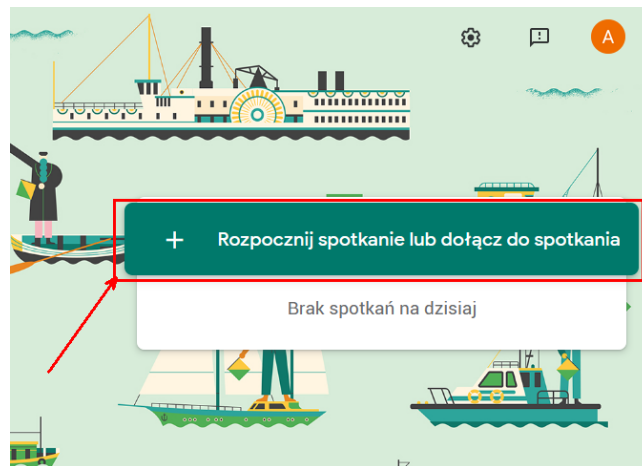 A
+ Rozpocznij spotkanie lub dołącz do spotkania
Brak spotkań na dzisiaj